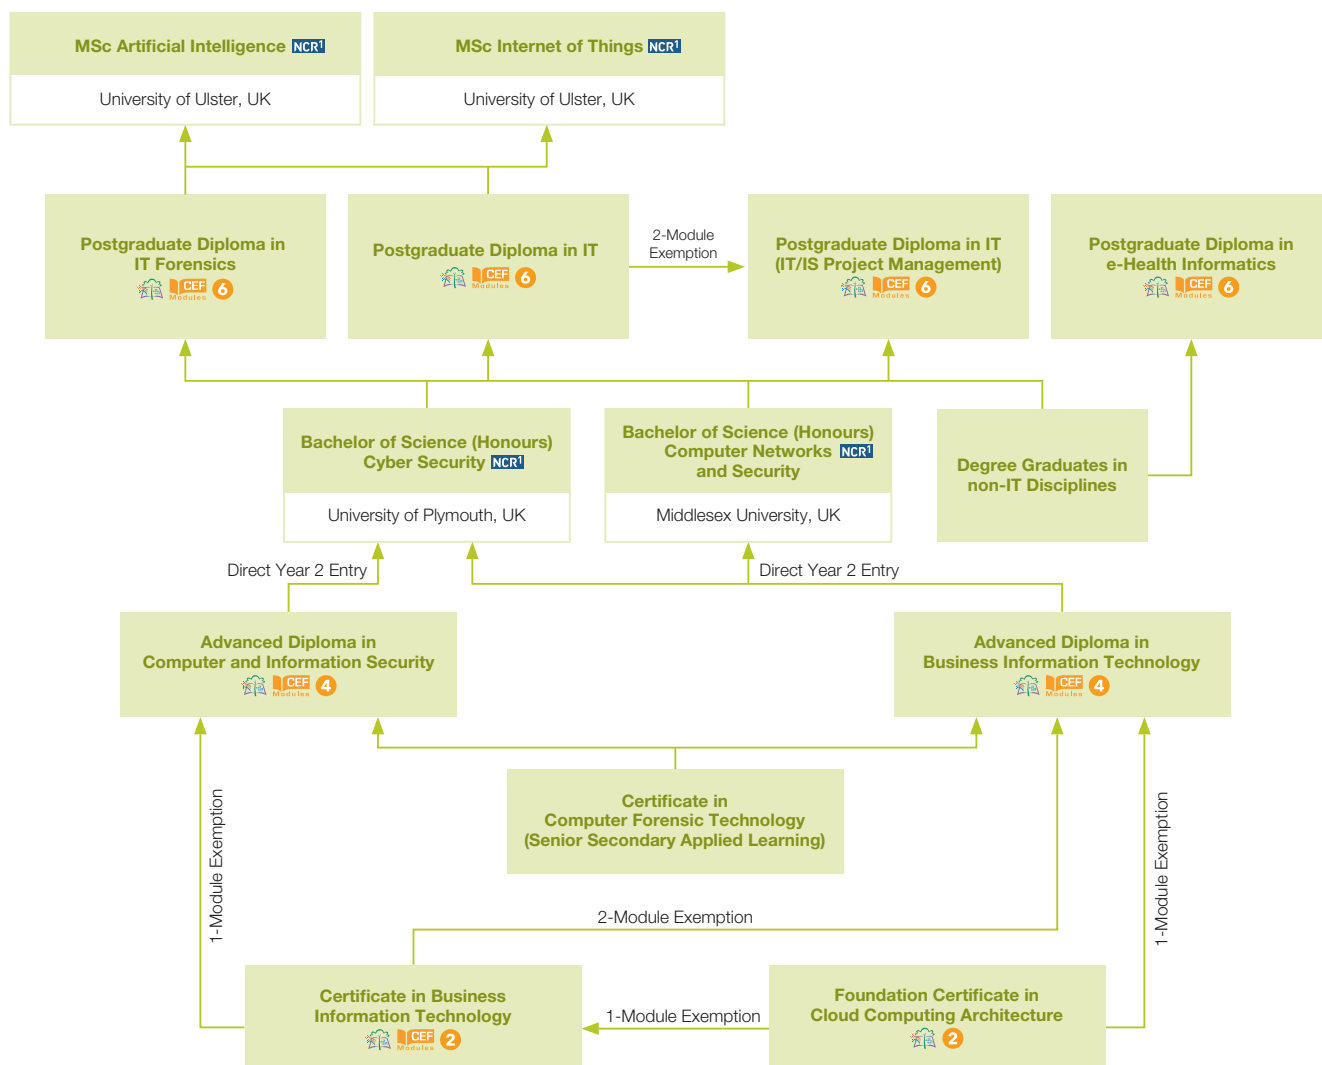 MSc Artificial Intelligence NCR1
University of Ulster, UK
MSc Internet of Things NCR1
University of Ulster, UK
Postgraduate Diploma in
IT Forensics
CEF
Modules
6
Postgraduate Diploma in IT
CEF
Modules
6
2-Module
Exemption
Postgraduate Diploma in IT
(IT/IS Project Management)
CEF
Modules
6
Postgraduate Diploma in
e-Health Informatics
CEF
Modules
6
Bachelor of Science (Honours)
Cyber Security NCR1
University of Plymouth, UK
Bachelor of Science (Honours)
Computer Networks NCR1
and Security
Middlesex University, UK
Degree Graduates in
non-IT Disciplines
Direct Year 2 Entry
Direct Year 2 Entry
Advanced Diploma in
Computer and Information Security
CEF
Modules
4
Advanced Diploma in
Business Information Technology
CEF
Modules
4
Certificate in
Computer Forensic Technology
(Senior Secondary Applied Learning)
1-Module Exemption
2-Module Exemption
1-Module Exemption
Certificate in Business
Information Technology
CEF
Modules
2
1-Module Exemption
Foundation Certificate in
Cloud Computing Architecture
2